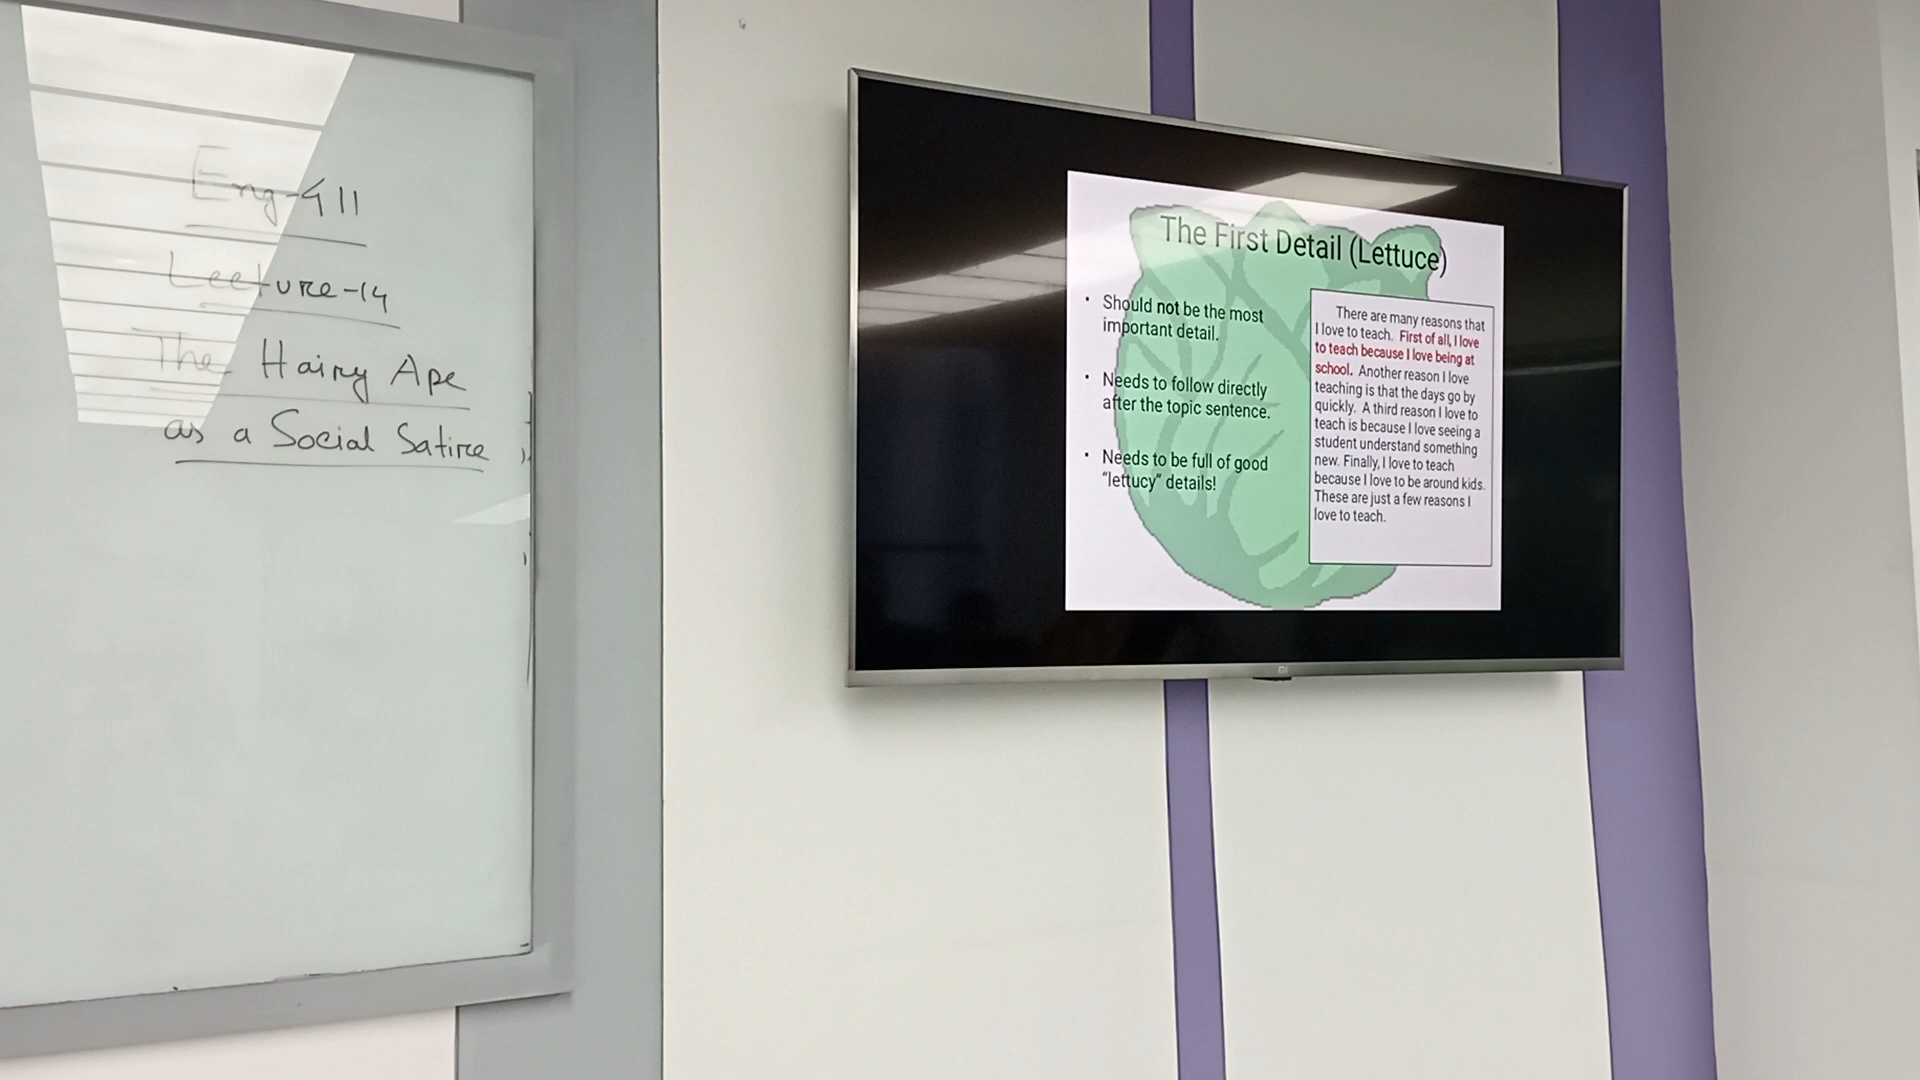 Eng-411
Lecture-14
The Hairy Ape
as a Social Satire
The First Detail (Lettuce)
• Should not be the most
important detail.
• Needs to follow directly
after the topic sentence.
• Needs to be full of good
“lettucy” details!
There are many reasons that
I love to teach. First of all, I love
to teach because I love being at
school. Another reason I love
teaching is that the days go by
quickly. A third reason I love to
teach is because I love seeing a
student understand something
new. Finally, I love to teach
because I love to be around kids.
These are just a few reasons I
love to teach.
mi